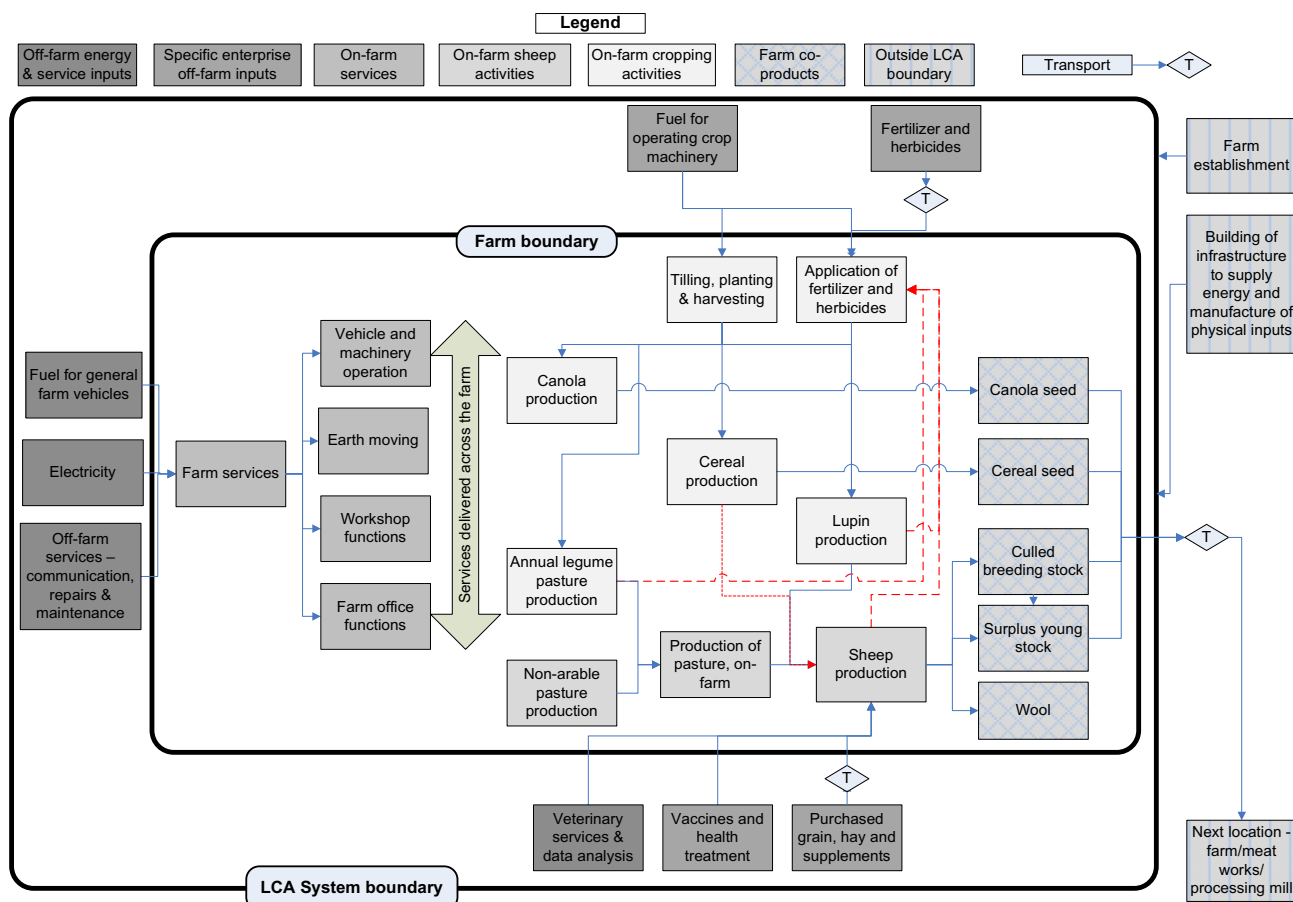 Legend
Off-farm energy
& service inputs
Specific enterprise
off-farm inputs
On-farm
services
On-farm sheep
activities
On-farm cropping
activities
Farm co-
products
Outside LCA
boundary
Transport
T
Fuel for
operating crop
machinery
Fertilizer and
herbicides
T
Farm
establishment
Building of
infrastructure
to supply
energy and
manufacture of
physical inputs
Farm boundary
Tilling, planting
& harvesting
Application of
fertilizer and
herbicides
Fuel for general
farm vehicles
Electricity
Off-farm
services –
communication,
repairs &
maintenance
Farm services
Vehicle and
machinery
operation
Earth moving
Workshop
functions
Farm office
functions
Services delivered across the farm
Canola
production
Cereal
production
Lupin
production
Annual legume
pasture
production
Non-arable
pasture
production
Production of
pasture, on-
farm
Sheep
production
Canola seed
Cereal seed
Culled
breeding stock
Surplus young
stock
Wool
T
T
Veterinary
services &
data analysis
Vaccines and
health
treatment
Purchased
grain, hay and
supplements
Next location -
farm/meat
works/
processing mill
LCA System boundary